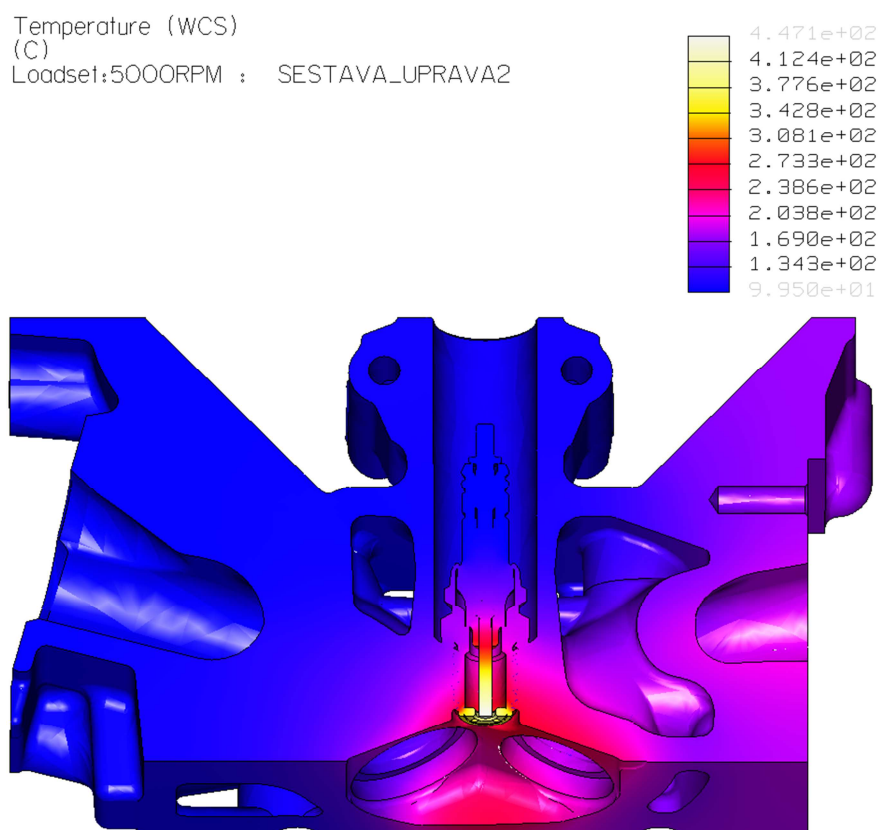 Temperature (WCS)
(C)
Loadset:5000RPM :  SESTAVA_UPRAVA2
4.471e+02
4.124e+02
3.776e+02
3.428e+02
3.081e+02
2.733e+02
2.386e+02
2.038e+02
1.690e+02
1.343e+02
9.950e+01